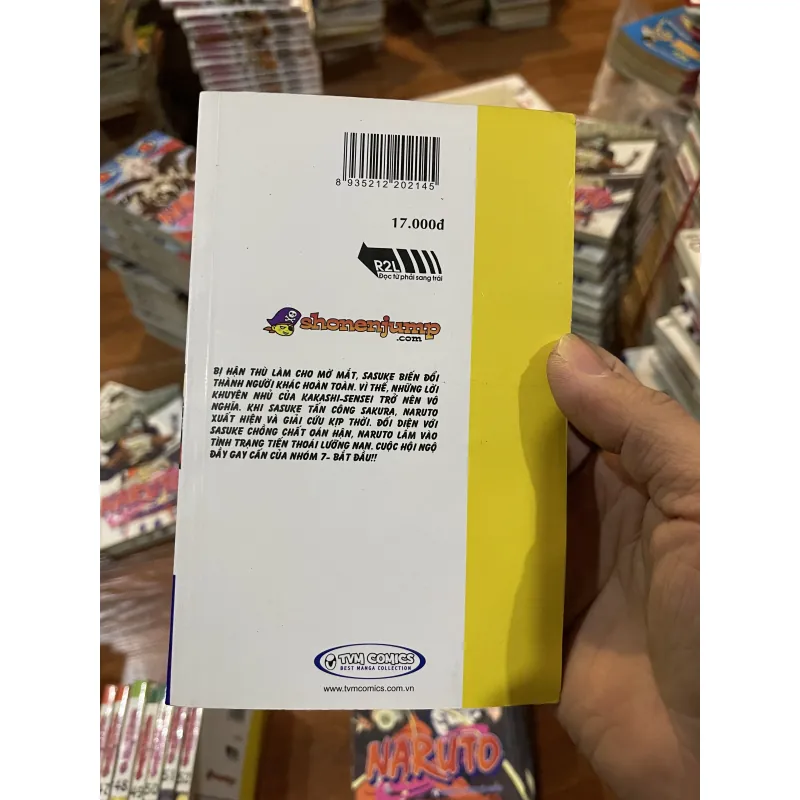 8 935212 202145
17.000đ
R2L
Đọc từ phải sang trái
shonenjump
.com
BỊ HẬN THÙ LÀM CHO MỜ MẮT, SASUKE BIẾN ĐỔI
THÀNH NGƯỜI KHÁC HOÀN TOÀN. VÌ THẾ, NHỮNG LỜI
KHUYÊN NHỦ CỦA KAKASHI-SENSEI TRỞ NÊN VÔ
NGHĨA. KHI SASUKE TẤN CÔNG SAKURA, NARUTO
XUẤT HIỆN VÀ GIẢI CỨU KỊP THỜI. ĐỐI DIỆN VỚI
SASUKE CHỒNG CHẤT OÁN HẬN, NARUTO LÂM VÀO
TÌNH TRẠNG TIẾN THOÁI LƯỠNG NAN. CUỘC HỘI NGỘ
ĐẦY GAY CẤN CỦA NHÓM 7- BẮT ĐẦU!!
TVM COMICS
BEST MANGA COLLECTION
www.tvmcomics.com.vn
NARUTO
48
49
50
51